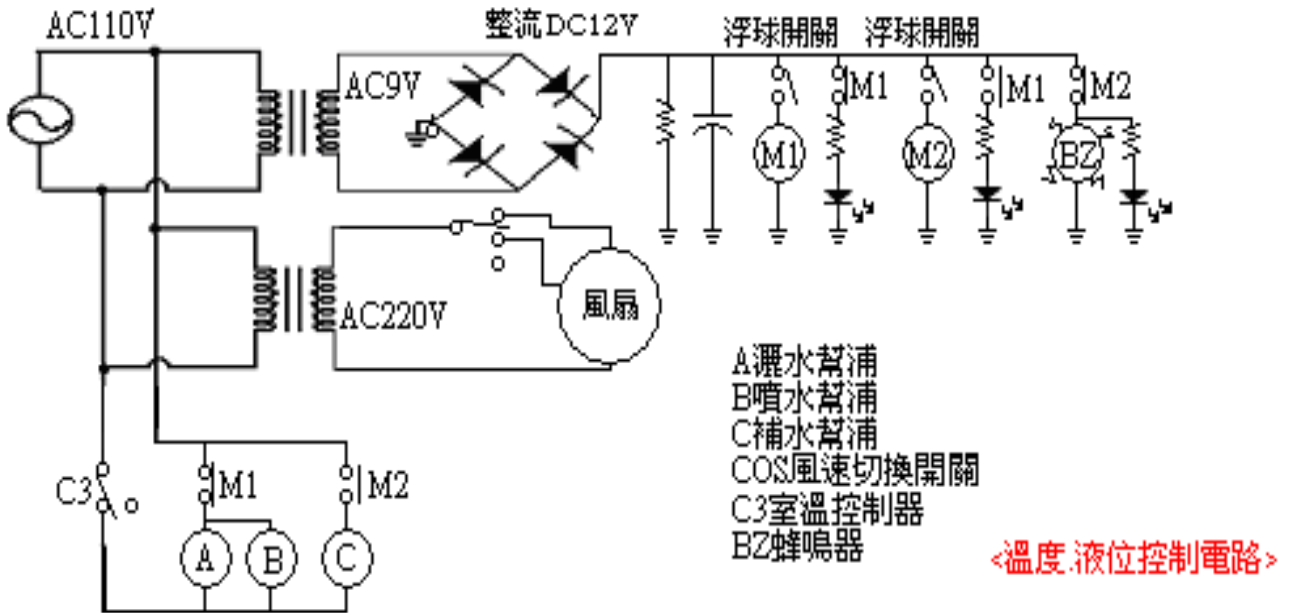 AC110V
整流DC12V
浮球開關
浮球開關
AC9V
M1
M1
M2
M1
M2
BZ
AC220V
風扇
A灑水幫浦
B噴水幫浦
C補水幫浦
COS風速切換開關
C3室溫控制器
BZ蜂鳴器
C3
M1
M2
A
B
C
<溫度.液位控制電路>